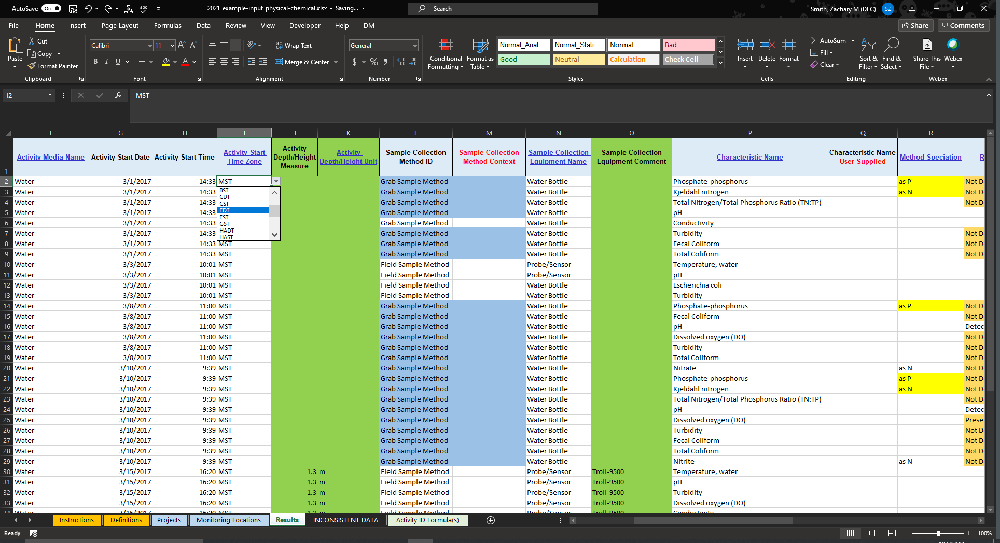 AutoSave On 2021_example-input_physical-chemical.xlsx - Saving... Search Smith, Zachary M (DEC) SZ
File Home Insert Page Layout Formulas Data Review View Developer Help DM Share Comments
Cut
Copy
Format Painter
Paste
Clipboard
Calibri 11
B I U
Font
Wrap Text
Merge & Center
Alignment
General
$ % 9
Number
Conditional Formatting
Format as Table
Normal_Anal... Normal_Stati... Normal Bad
Good Neutral Calculation Check Cell
Styles
Insert Delete Format
Cells
AutoSum
Fill
Clear
Sort & Filter
Find & Select
Editing
Share This File
Webex
Webex
I2 fx MST
F G H I J K L M N O P Q R
1 Activity Media Name Activity Start Date Activity Start Time Activity Start Time Zone Activity Depth/Height Measure Activity Depth/Height Unit Sample Collection Method ID Sample Collection Method Context Sample Collection Equipment Name Sample Collection Equipment Comment Characteristic Name Characteristic Name User Supplied Method Speciation R
2 Water 3/1/2017 14:33 MST Grab Sample Method Water Bottle Phosphate-phosphorus as P Not De
3 Water 3/1/2017 14:33 Grab Sample Method Water Bottle Kjeldahl nitrogen as N Not De
4 Water 3/1/2017 14:33 Grab Sample Method Water Bottle Total Nitrogen/Total Phosphorus Ratio (TN:TP) Not De
5 Water 3/1/2017 14:33 Grab Sample Method Water Bottle pH
6 Water 3/1/2017 14:33 Grab Sample Method Water Bottle Conductivity
7 Water 3/1/2017 14:33 Grab Sample Method Water Bottle Turbidity Not De
8 Water 3/1/2017 14:33 MST Grab Sample Method Water Bottle Fecal Coliform Not De
9 Water 3/1/2017 14:33 MST Grab Sample Method Water Bottle Total Coliform Not De
BST
CDT
CST
EDT
EST
GST
HADT
HAST
10 Water 3/3/2017 10:01 MST Field Sample Method Probe/Sensor Temperature, water
11 Water 3/3/2017 10:01 MST Field Sample Method Probe/Sensor pH
12 Water 3/3/2017 10:01 MST Field Sample Method Water Bottle Escherichia coli
13 Water 3/3/2017 10:01 MST Field Sample Method Water Bottle Turbidity
14 Water 3/8/2017 11:00 MST Grab Sample Method Water Bottle Phosphate-phosphorus as P Not De
15 Water 3/8/2017 11:00 MST Grab Sample Method Water Bottle Fecal Coliform Not De
16 Water 3/8/2017 11:00 MST Grab Sample Method Water Bottle pH Detec
17 Water 3/8/2017 11:00 MST Grab Sample Method Water Bottle Dissolved oxygen (DO) Not De
18 Water 3/8/2017 11:00 MST Grab Sample Method Water Bottle Turbidity Not De
19 Water 3/8/2017 11:00 MST Grab Sample Method Water Bottle Total Coliform Not De
20 Water 3/10/2017 9:39 MST Grab Sample Method Water Bottle Nitrate as N Not De
21 Water 3/10/2017 9:39 MST Grab Sample Method Water Bottle Phosphate-phosphorus as P Not De
22 Water 3/10/2017 9:39 MST Grab Sample Method Water Bottle Kjeldahl nitrogen as N Not De
23 Water 3/10/2017 9:39 MST Grab Sample Method Water Bottle Total Nitrogen/Total Phosphorus Ratio (TN:TP) Not De
24 Water 3/10/2017 9:39 MST Grab Sample Method Water Bottle pH Detec
25 Water 3/10/2017 9:39 MST Grab Sample Method Water Bottle Dissolved oxygen (DO) Preser
26 Water 3/10/2017 9:39 MST Grab Sample Method Water Bottle Turbidity Not De
27 Water 3/10/2017 9:39 MST Grab Sample Method Water Bottle Fecal Coliform Not De
28 Water 3/10/2017 9:39 MST Grab Sample Method Water Bottle Total Coliform Not De
29 Water 3/10/2017 9:39 MST Grab Sample Method Water Bottle Nitrite as N Not De
30 Water 3/15/2017 16:20 MST 1.3 m Field Sample Method Probe/Sensor Troll-9500 Temperature, water
31 Water 3/15/2017 16:20 MST 1.3 m Field Sample Method Probe/Sensor Troll-9500 pH
32 Water 3/15/2017 16:20 MST 1.3 m Field Sample Method Probe/Sensor Troll-9500 Turbidity
33 Water 3/15/2017 16:20 MST 1.3 m Field Sample Method Probe/Sensor Troll-9500 Dissolved oxygen (DO)
Instructions Definitions Projects Monitoring Locations Results INCONSISTENT DATA Activity ID Formula(s)
Ready 100%